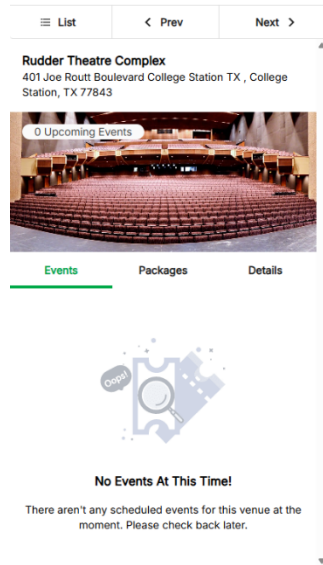 List
Prev
Next
Rudder Theatre Complex
401 Joe Routt Boulevard College Station TX , College
Station, TX 77843
0 Upcoming Events
Events
Packages
Details
Oops!
No Events At This Time!
There aren't any scheduled events for this venue at the
moment. Please check back later.